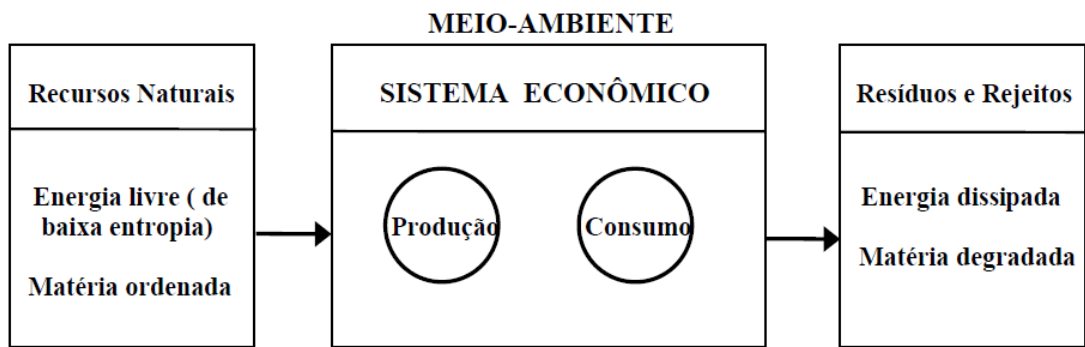 MEIO-AMBIENTE
Recursos Naturais
SISTEMA ECONÔMICO
Resíduos e Rejeitos
Energia livre ( de
baixa entropia)
Matéria ordenada
Produção
Consumo
Energia dissipada
Matéria degradada